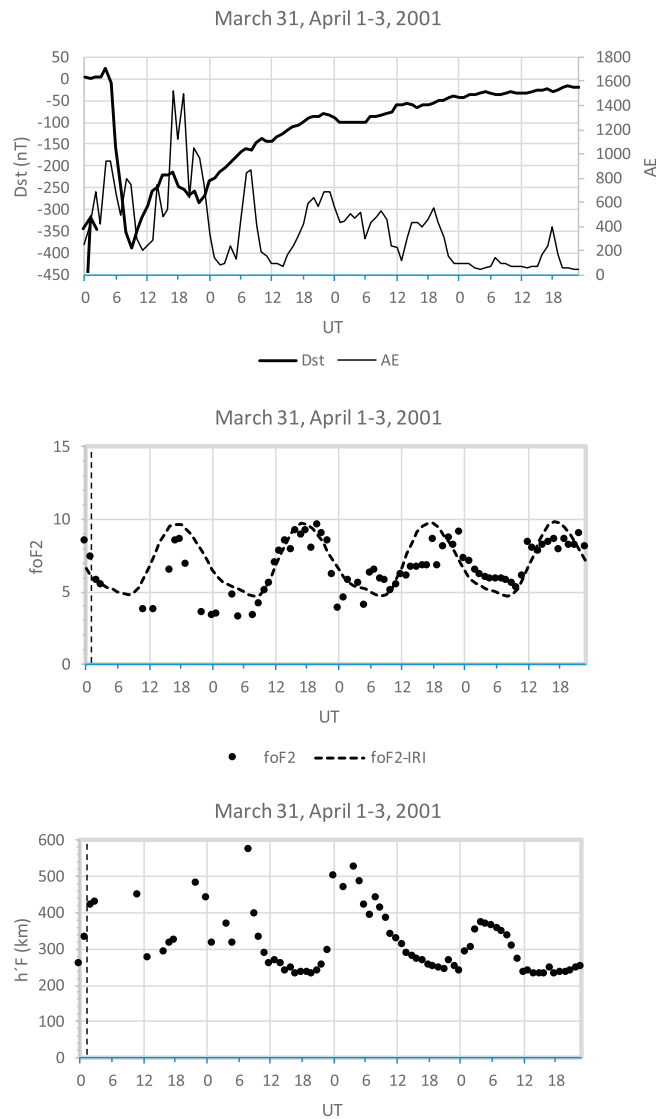 March 31, April 1-3, 2001
50 1800
0 1600
-50 1400
-100 1200
-150 1000
-200 800
-250 600
-300 400
-350 200
-400 0
-450
Dst (nT)
AE
0 6 12 18 0 6 12 18 0 6 12 18 0 6 12 18
UT
Dst AE
March 31, April 1-3, 2001
15
10
5
0
foF2
0 6 12 18 0 6 12 18 0 6 12 18 0 6 12 18
UT
foF2 foF2-IRI
March 31, April 1-3, 2001
600
500
400
300
200
100
0
h´F (km)
0 6 12 18 0 6 12 18 0 6 12 18 0 6 12 18
UT